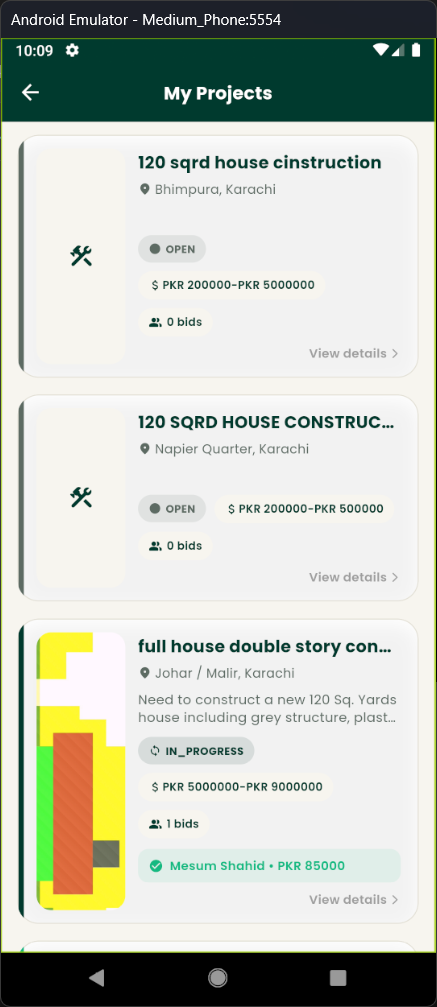 Android Emulator - Medium_Phone:5554
10:09
My Projects
120 sqrd house cinstruction
Bhimpura, Karachi
OPEN
$ PKR 200000-PKR 5000000
0 bids
View details
120 SQRD HOUSE CONSTRUC...
Napier Quarter, Karachi
OPEN
$ PKR 200000-PKR 500000
0 bids
View details
full house double story con...
Johar / Malir, Karachi
Need to construct a new 120 Sq. Yards
house including grey structure, plast...
IN_PROGRESS
$ PKR 5000000-PKR 9000000
1 bids
Mesum Shahid • PKR 85000
View details